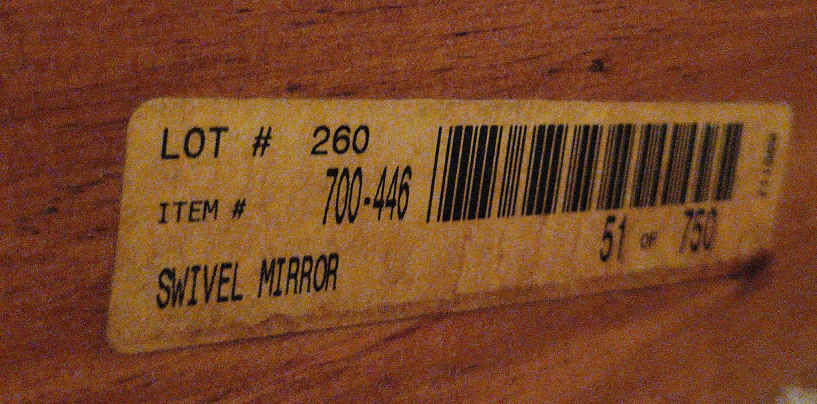 LOT # 260
ITEM # 700-446
51 OF 750
SWIVEL MIRROR